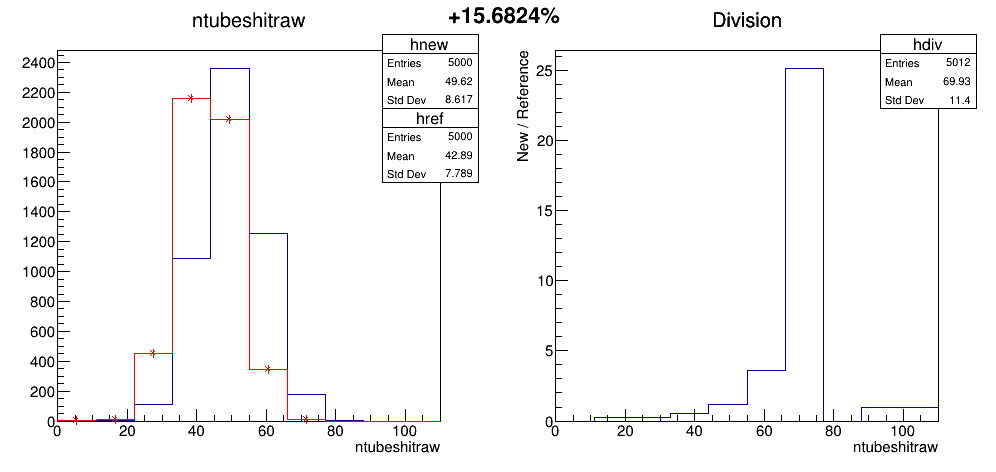 +15.6824%
ntubeshitraw
hnew
Entries 5000
Mean 49.62
Std Dev 8.617
href
Entries 5000
Mean 42.89
Std Dev 7.789
2400
2200
2000
1800
1600
1400
1200
1000
800
600
400
200
0
0 20 40 60 80 100
ntubeshitraw
Division
hdiv
Entries 5012
Mean 69.93
Std Dev 11.4
New / Reference
25
20
15
10
5
0
0 20 40 60 80 100
ntubeshitraw